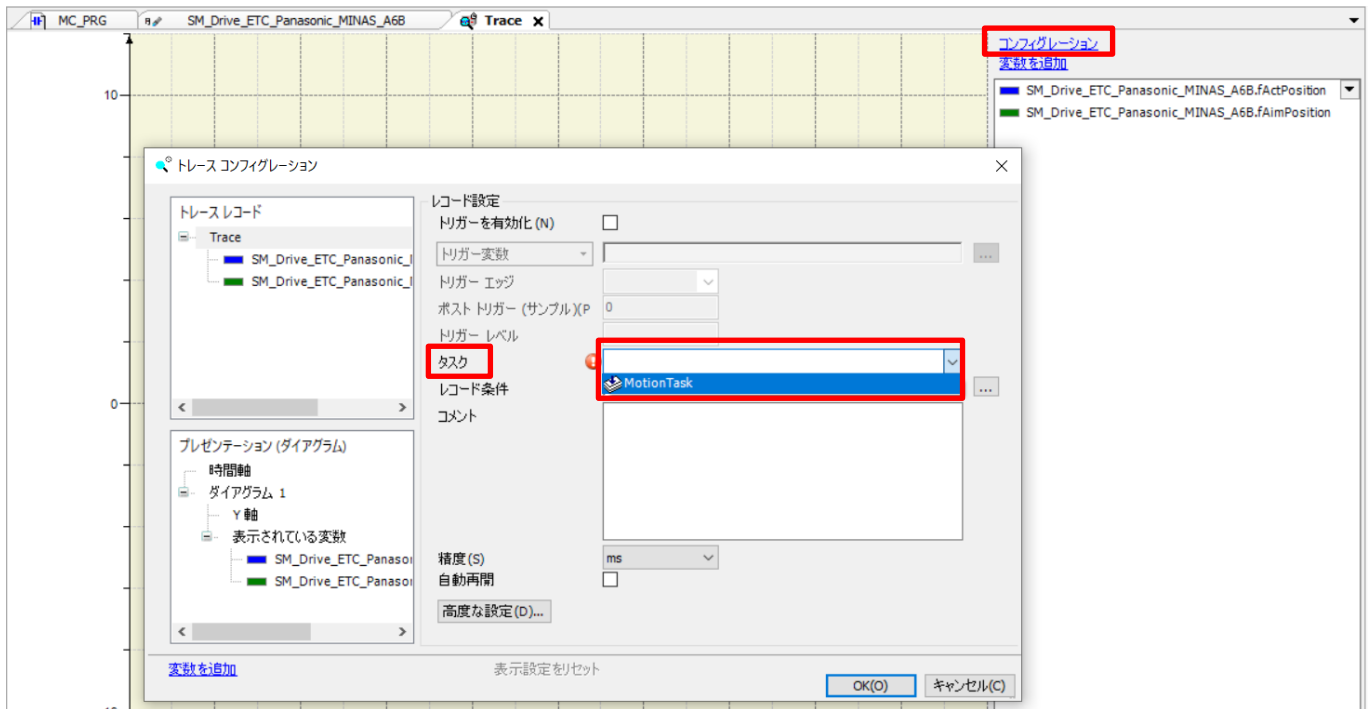 MC_PRG
SM_Drive_ETC_Panasonic_MINAS_A6B
Trace
コンフィグレーション
変数を追加
SM_Drive_ETC_Panasonic_MINAS_A6B.fActPosition
SM_Drive_ETC_Panasonic_MINAS_A6B.fAimPosition
10
0
トレース コンフィグレーション
トレース レコード
Trace
SM_Drive_ETC_Panasonic_
SM_Drive_ETC_Panasonic_
プレゼンテーション (ダイアグラム)
時間軸
ダイアグラム 1
Y 軸
表示されている変数
SM_Drive_ETC_Panaso
SM_Drive_ETC_Panaso
変数を追加
レコード設定
トリガーを有効化 (N)
トリガー変数
...
トリガー エッジ
ポスト トリガー (サンプル)(P
0
トリガー レベル
タスク
MotionTask
レコード条件
...
コメント
精度(S)
ms
自動再開
高度な設定(D)...
表示設定をリセット
OK(O)
キャンセル(C)